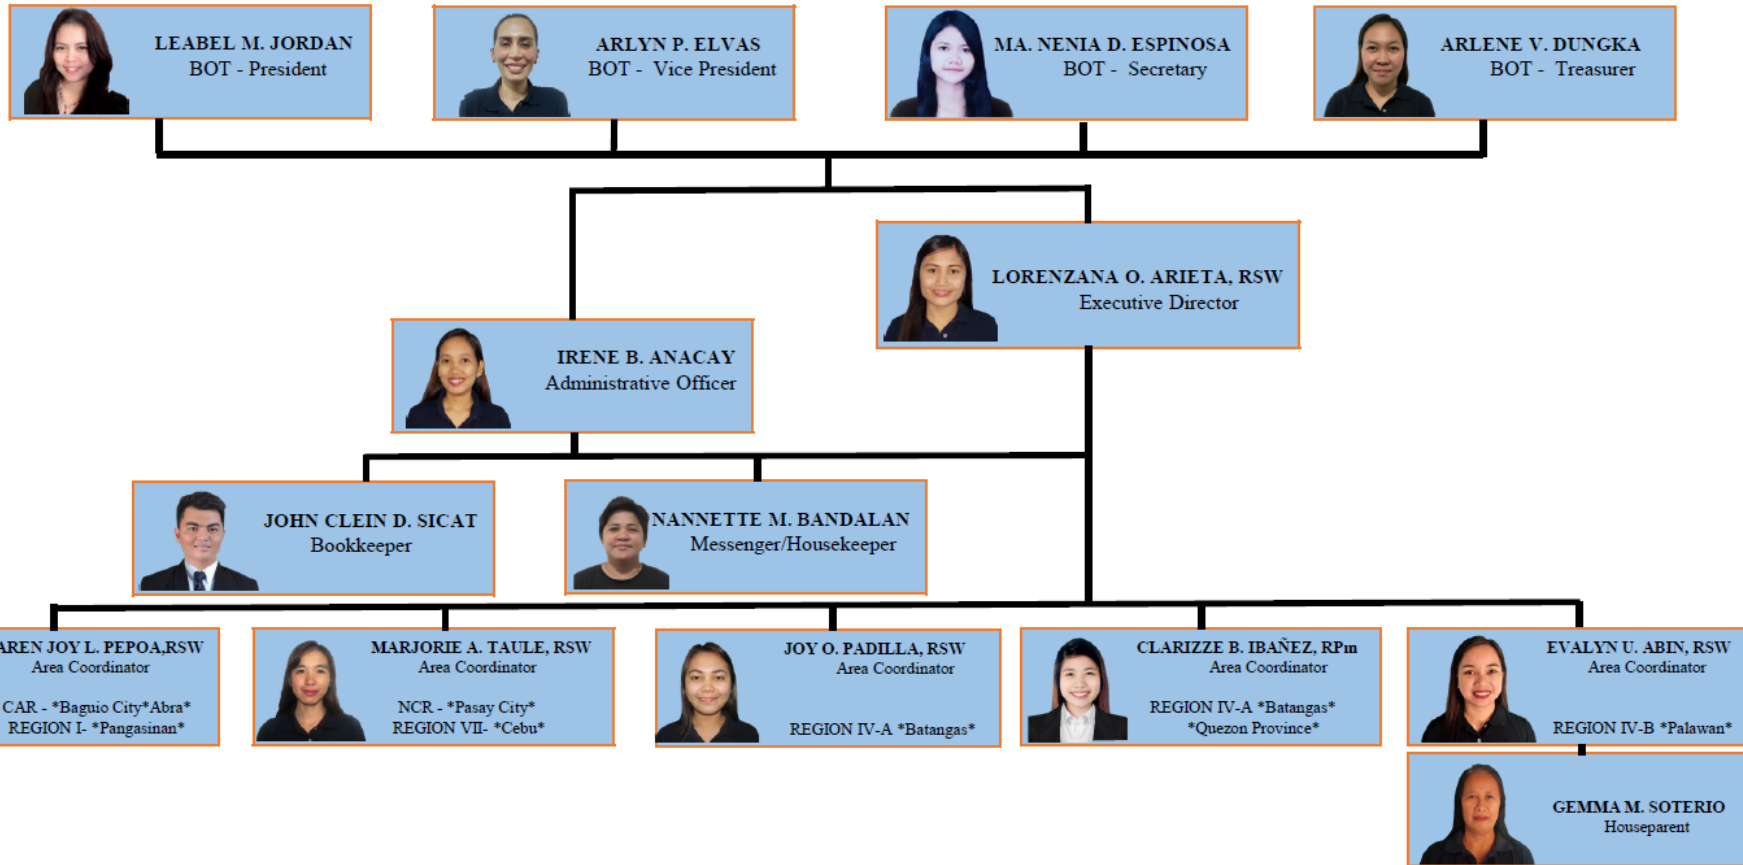 LEABEL M. JORDAN
BOT - President
ARLYN P. ELVAS
BOT - Vice President
MA. NENIA D. ESPINOSA
BOT - Secretary
ARLENE V. DUNGKA
BOT - Treasurer
LORENZANA O. ARIETA, RSW
Executive Director
IRENE B. ANACAY
Administrative Officer
JOHN CLEIN D. SICAT
Bookkeeper
NANNETTE M. BANDALAN
Messenger/Housekeeper
AREN JOY L. PEPOA,RSW
Area Coordinator
CAR - *Baguio City*Abra*
REGION I- *Pangasinan*
MARJORIE A. TAULE, RSW
Area Coordinator
NCR - *Pasay City*
REGION VII- *Cebu*
JOY O. PADILLA, RSW
Area Coordinator
REGION IV-A *Batangas*
CLARIZZE B. IBAÑEZ, RPm
Area Coordinator
REGION IV-A *Batangas*
*Quezon Province*
EVALYN U. ABIN, RSW
Area Coordinator
REGION IV-B *Palawan*
GEMMA M. SOTERIO
Houseparent